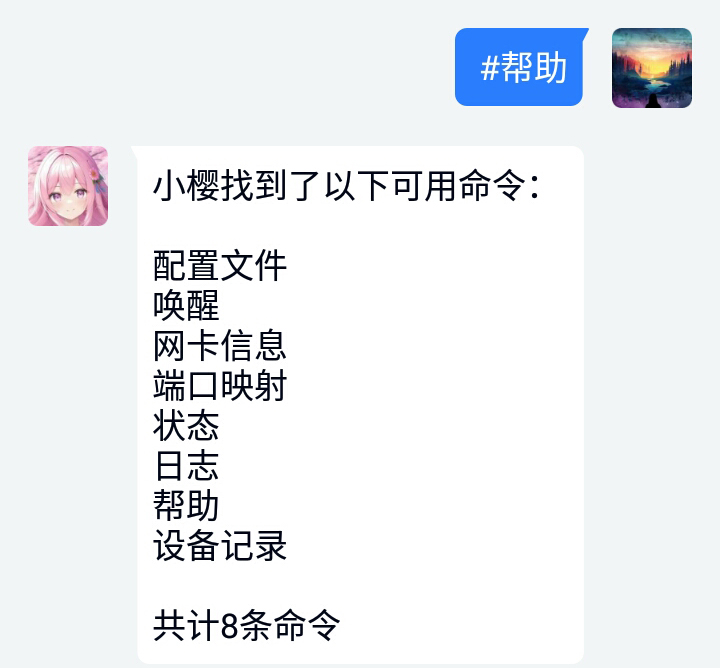 #帮助
小樱找到了以下可用命令：
配置文件
唤醒
网卡信息
端口映射
状态
日志
帮助
设备记录
共计8条命令